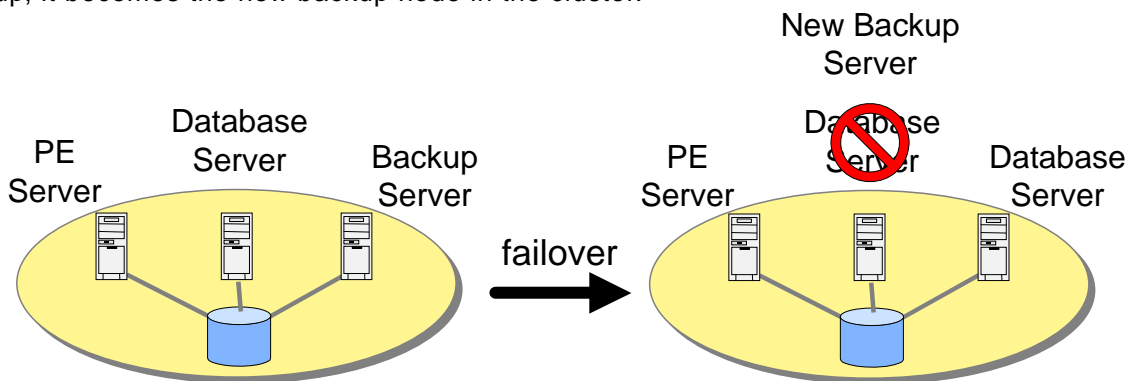 up, it becomes the new backup node in the cluster.
New Backup
Server
PE
Server
Database
Server
Backup
Server
failover
PE
Server
Database
Server
Database
Server